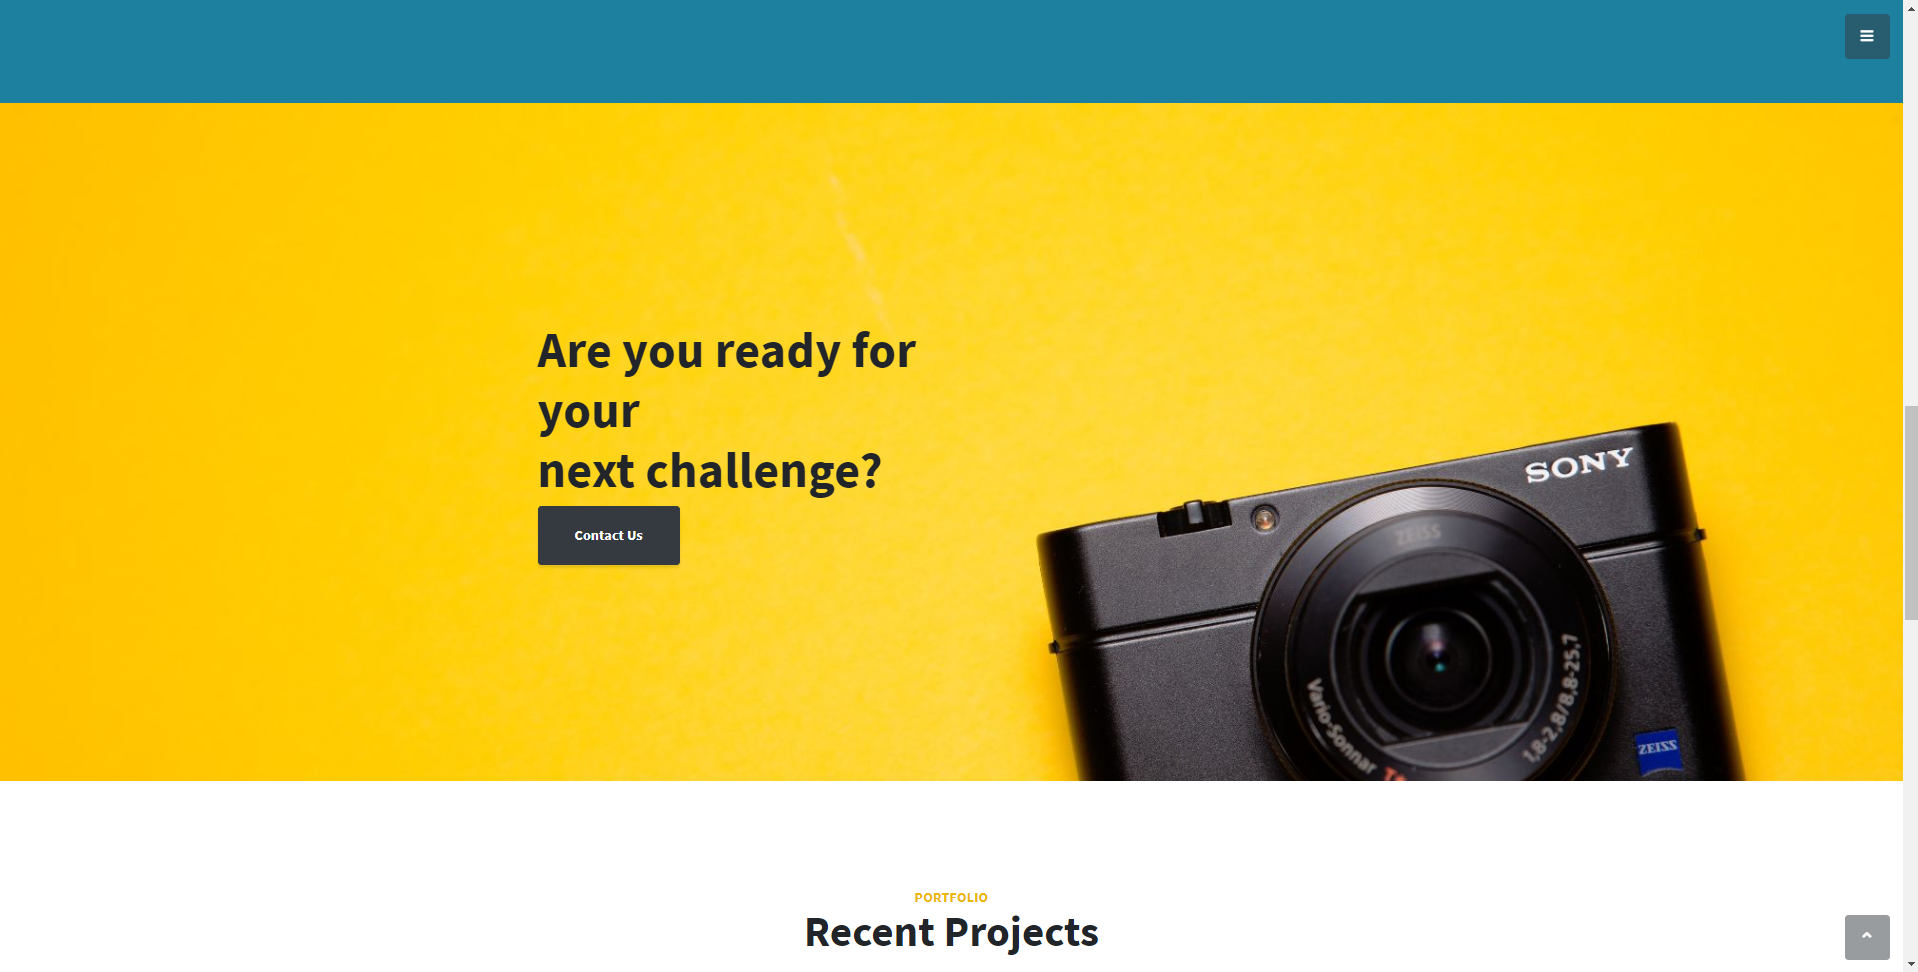 Are you ready for
your
next challenge?
Contact Us
SONY
ZEISS
Vario-Sonnar
1,8-2,8/8,8-25,7
ZEISS
PORTFOLIO
Recent Projects